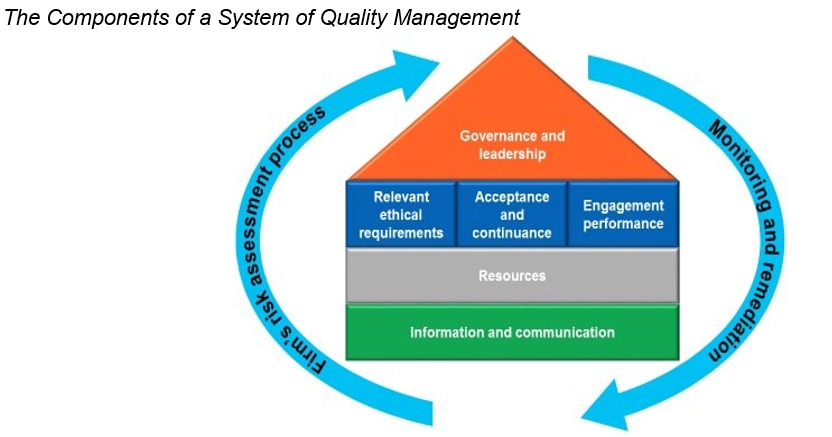 The Components of a System of Quality Management
Governance and
leadership
Relevant
ethical
requirements
Acceptance
and
continuance
Engagement
performance
Resources
Information and communication
Firm's risk assessment process
Monitoring and remediation